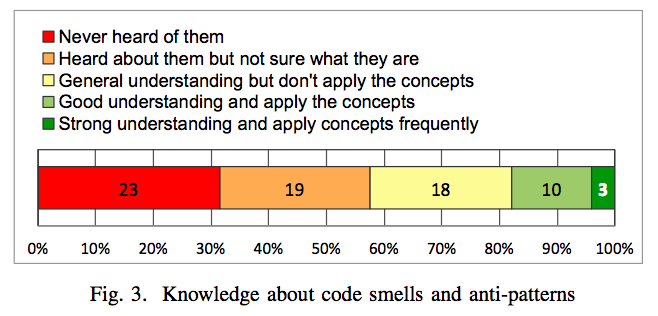 Never heard of them
Heard about them but not sure what they are
General understanding but don't apply the concepts
Good understanding and apply the concepts
Strong understanding and apply concepts frequently
23 19 18 10 3
0% 10% 20% 30% 40% 50% 60% 70% 80% 90% 100%
Fig. 3. Knowledge about code smells and anti-patterns